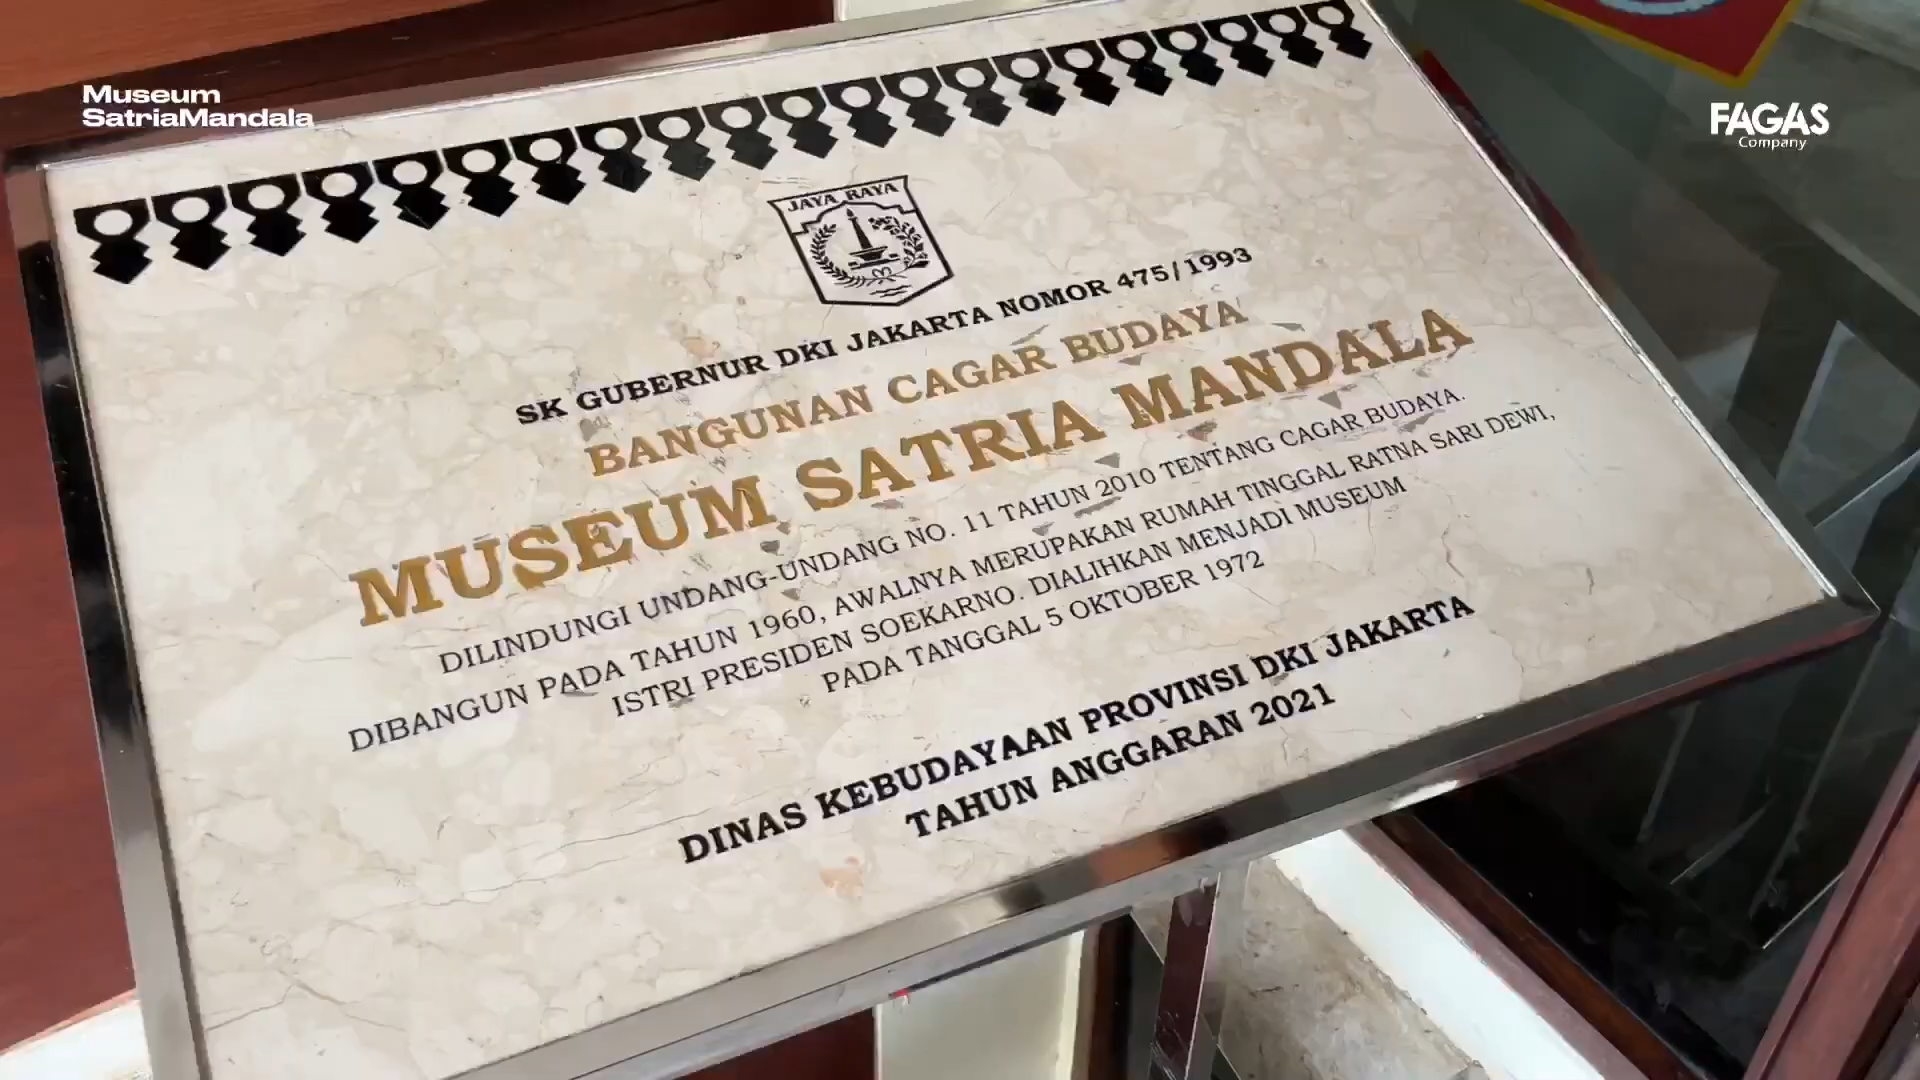 Museum
SatriaMandala
FAGAS
Company
JAYA RAYA
SK GUBERNUR DKI JAKARTA NOMOR 475/1993
BANGUNAN CAGAR BUDAYA
MUSEUM SATRIA MANDALA
DILINDUNGI UNDANG-UNDANG NO. 11 TAHUN 2010 TENTANG CAGAR BUDAYA.
DIBANGUN PADA TAHUN 1960, AWALNYA MERUPAKAN RUMAH TINGGAL RATNA SARI DEWI,
ISTRI PRESIDEN SOEKARNO. DIALIHKAN MENJADI MUSEUM
PADA TANGGAL 5 OKTOBER 1972
DINAS KEBUDAYAAN PROVINSI DKI JAKARTA
TAHUN ANGGARAN 2021